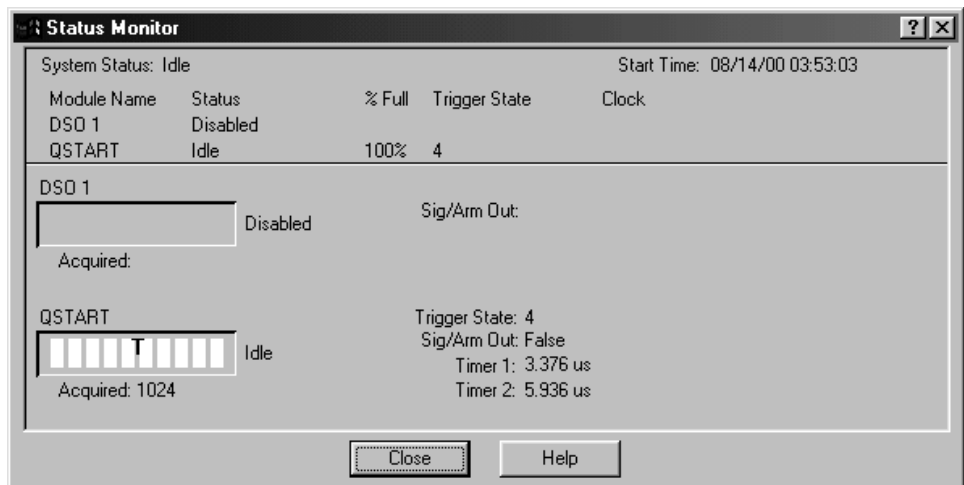 Status Monitor ? X
System Status: Idle Start Time: 08/14/00 03:53:03
Module Name Status % Full Trigger State Clock
DSO 1 Disabled
QSTART Idle 100% 4
DSO 1
Disabled Sig/Arm Out:
Acquired:
QSTART Trigger State: 4
T Idle Sig/Arm Out: False
Timer 1: 3.376 us
Acquired: 1024 Timer 2: 5.936 us
Close Help